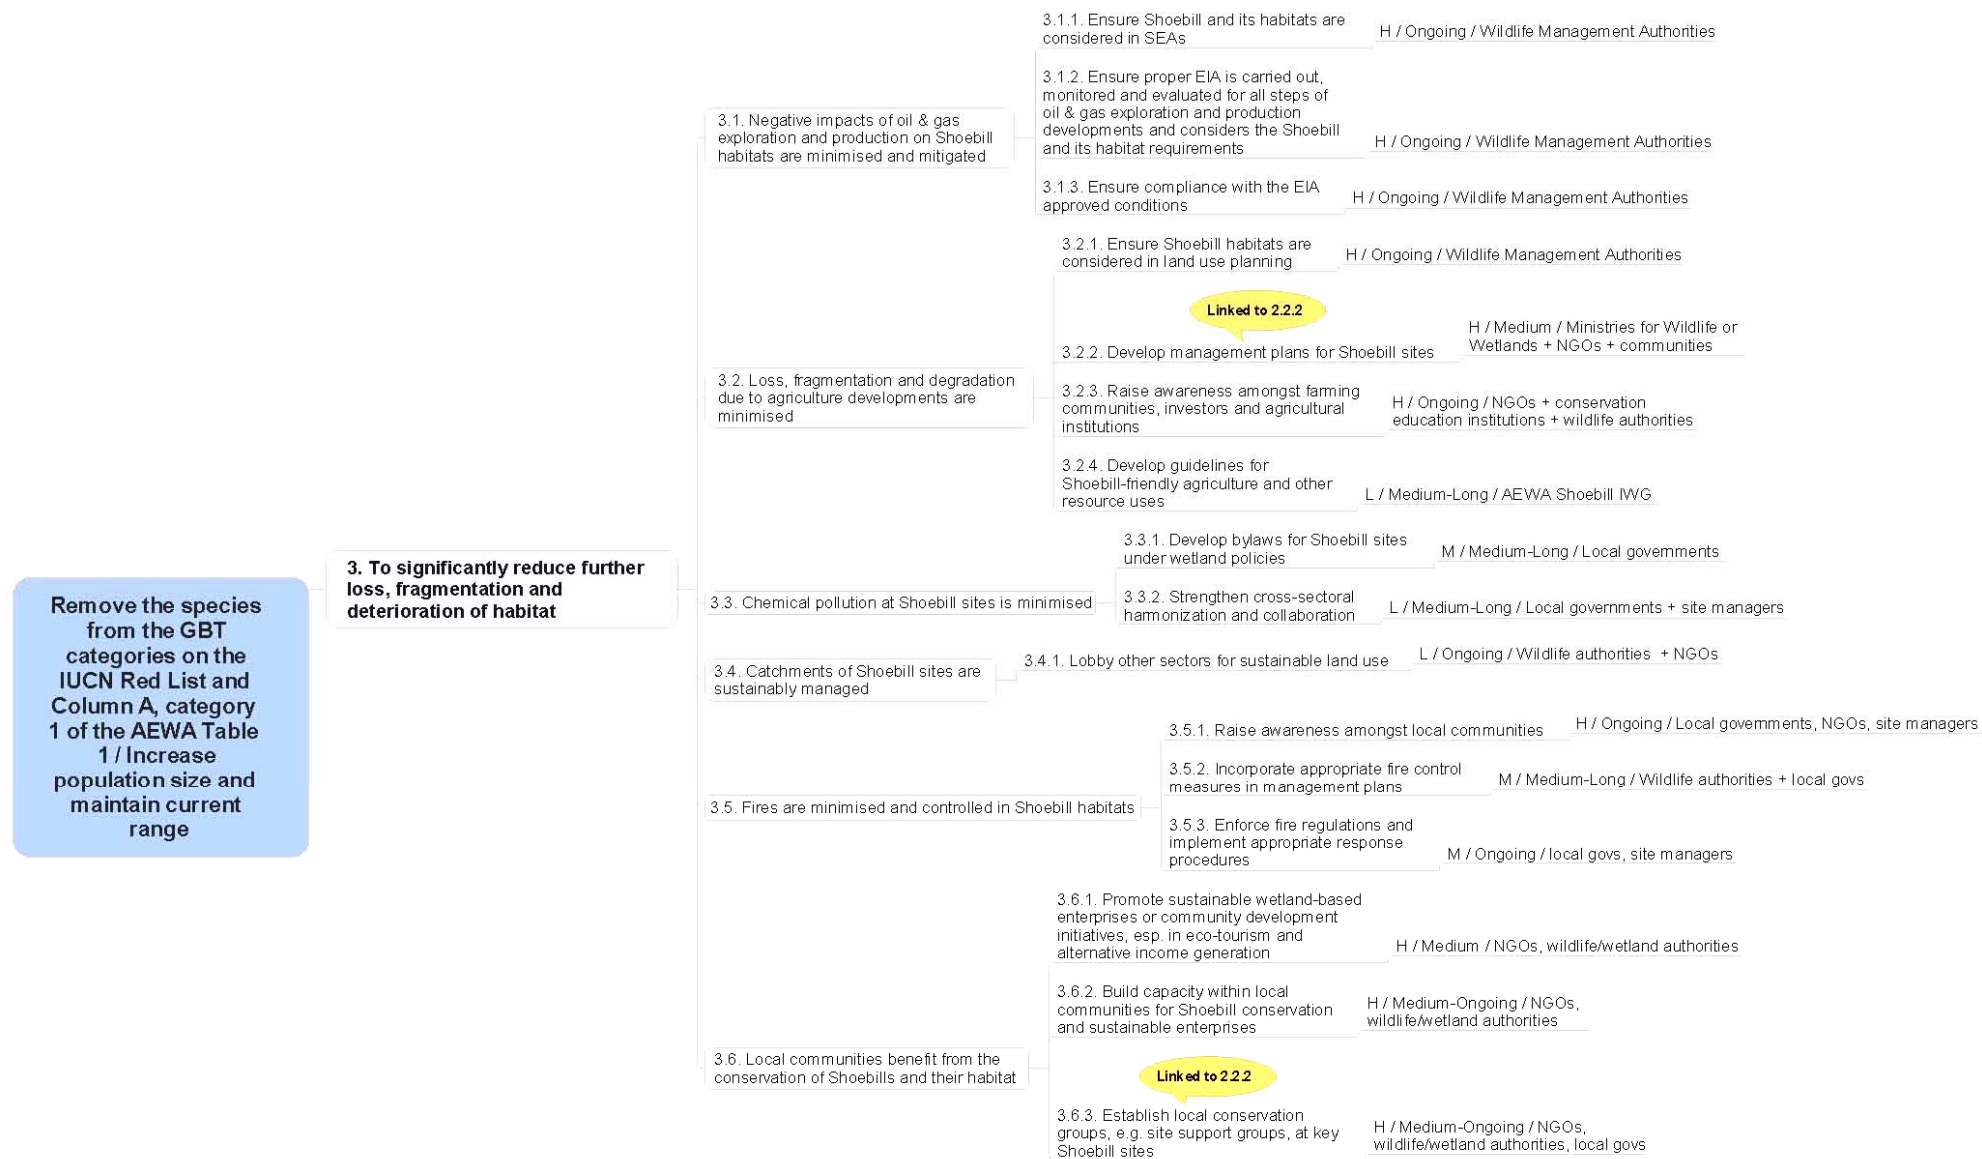 Remove the species
from the GBT
categories on the
IUCN Red List and
Column A, category
1 of the AEWA Table
1 / Increase
population size and
maintain current
range
3. To significantly reduce further
loss, fragmentation and
deterioration of habitat
3.1. Negative impacts of oil & gas
exploration and production on Shoebill
habitats are minimised and mitigated
3.1.1. Ensure Shoebill and its habitats are
considered in SEAs
H / Ongoing / Wildlife Management Authorities
3.1.2. Ensure proper EIA is carried out,
monitored and evaluated for all steps of
oil & gas exploration and production
developments and considers the Shoebill
and its habitat requirements
H / Ongoing / Wildlife Management Authorities
3.1.3. Ensure compliance with the EIA
approved conditions
H / Ongoing / Wildlife Management Authorities
3.2. Loss, fragmentation and degradation
due to agriculture developments are
minimised
3.2.1. Ensure Shoebill habitats are
considered in land use planning
H / Ongoing / Wildlife Management Authorities
Linked to 2.2.2
3.2.2. Develop management plans for Shoebill sites
H / Medium / Ministries for Wildlife or
Wetlands + NGOs + communities
3.2.3. Raise awareness amongst farming
communities, investors and agricultural
institutions
H / Ongoing / NGOs + conservation
education institutions + wildlife authorities
3.2.4. Develop guidelines for
Shoebill-friendly agriculture and other
resource uses
L / Medium-Long / AEWA Shoebill IWG
3.3. Chemical pollution at Shoebill sites is minimised
3.3.1. Develop bylaws for Shoebill sites
under wetland policies
M / Medium-Long / Local governments
3.3.2. Strengthen cross-sectoral
harmonization and collaboration
L / Medium-Long / Local governments + site managers
3.4. Catchments of Shoebill sites are
sustainably managed
3.4.1. Lobby other sectors for sustainable land use
L / Ongoing / Wildlife authorities + NGOs
3.5. Fires are minimised and controlled in Shoebill habitats
3.5.1. Raise awareness amongst local communities
H / Ongoing / Local governments, NGOs, site managers
3.5.2. Incorporate appropriate fire control
measures in management plans
M / Medium-Long / Wildlife authorities + local govs
3.5.3. Enforce fire regulations and
implement appropriate response
procedures
M / Ongoing / local govs, site managers
3.6. Local communities benefit from the
conservation of Shoebills and their habitat
3.6.1. Promote sustainable wetland-based
enterprises or community development
initiatives, esp. in eco-tourism and
alternative income generation
H / Medium / NGOs, wildlife/wetland authorities
3.6.2. Build capacity within local
communities for Shoebill conservation
and sustainable enterprises
H / Medium-Ongoing / NGOs,
wildlife/wetland authorities
Linked to 2.2.2
3.6.3. Establish local conservation
groups, e.g. site support groups, at key
Shoebill sites
H / Medium-Ongoing / NGOs,
wildlife/wetland authorities, local govs